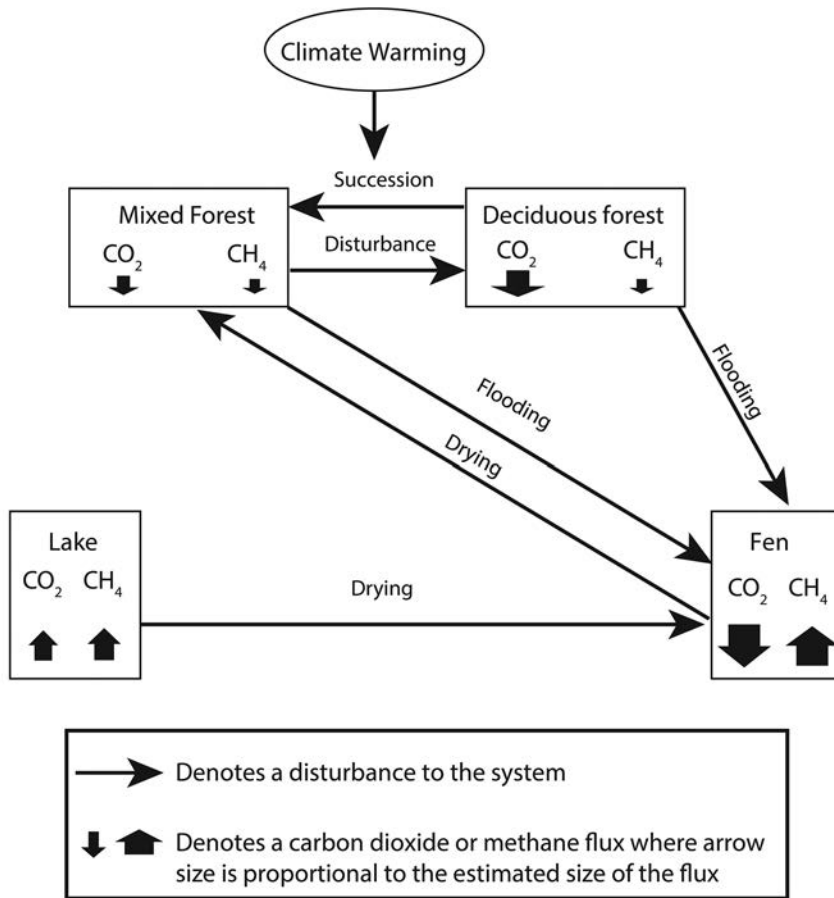 Climate Warming
Succession
Mixed Forest
CO₂ CH₄
Disturbance
Deciduous forest
CO₂ CH₄
Flooding
Flooding
Drying
Lake
CO₂ CH₄
Drying
Fen
CO₂ CH₄
Denotes a disturbance to the system
Denotes a carbon dioxide or methane flux where arrow
size is proportional to the estimated size of the flux